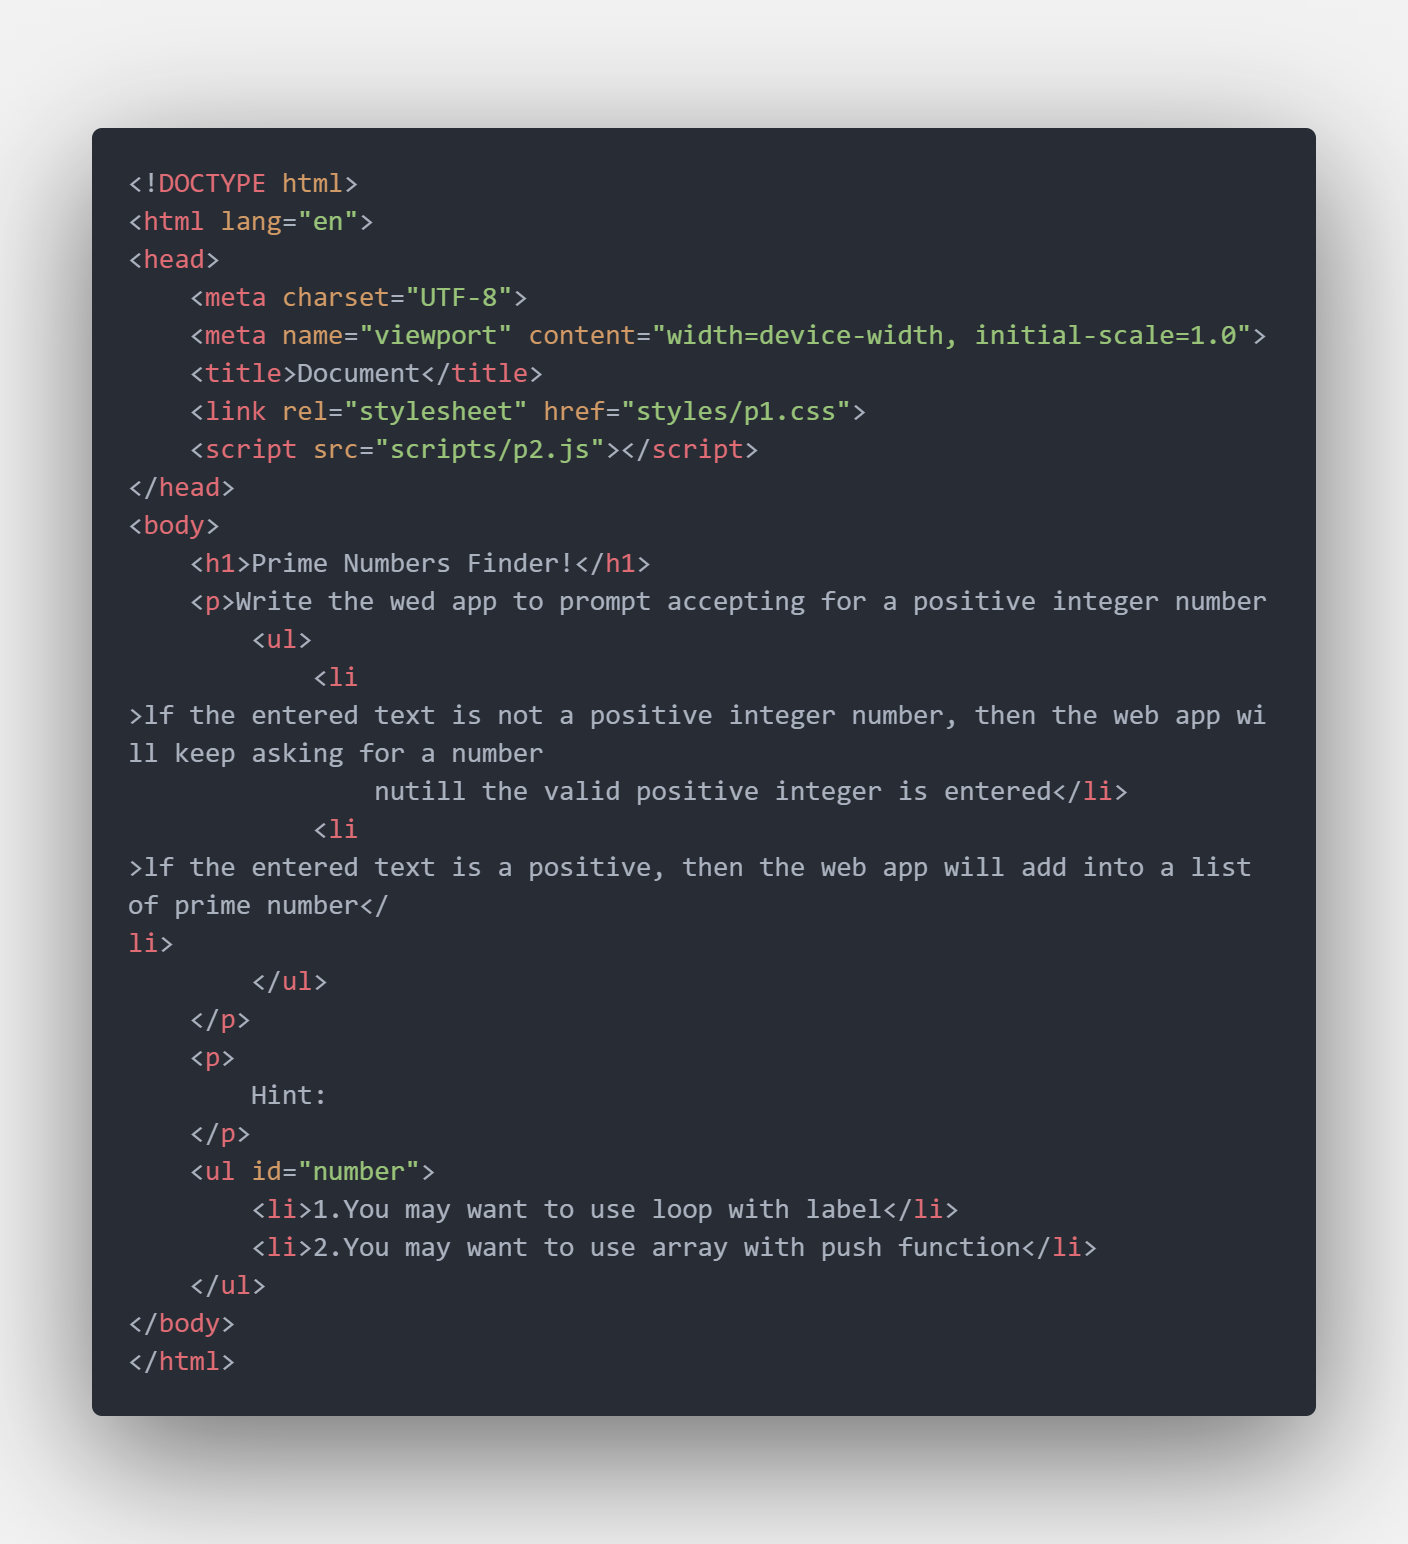 <!DOCTYPE html>
<html lang="en">
<head>
    <meta charset="UTF-8">
    <meta name="viewport" content="width=device-width, initial-scale=1.0">
    <title>Document</title>
    <link rel="stylesheet" href="styles/p1.css">
    <script src="scripts/p2.js"></script>
</head>
<body>
    <h1>Prime Numbers Finder!</h1>
    <p>Write the wed app to prompt accepting for a positive integer number
        <ul>
            <li
>lf the entered text is not a positive integer number, then the web app wi
ll keep asking for a number
                nutill the valid positive integer is entered</li>
            <li
>lf the entered text is a positive, then the web app will add into a list
of prime number</
li>
        </ul>
    </p>
    <p>
        Hint:
    </p>
    <ul id="number">
        <li>1.You may want to use loop with label</li>
        <li>2.You may want to use array with push function</li>
    </ul>
</body>
</html>